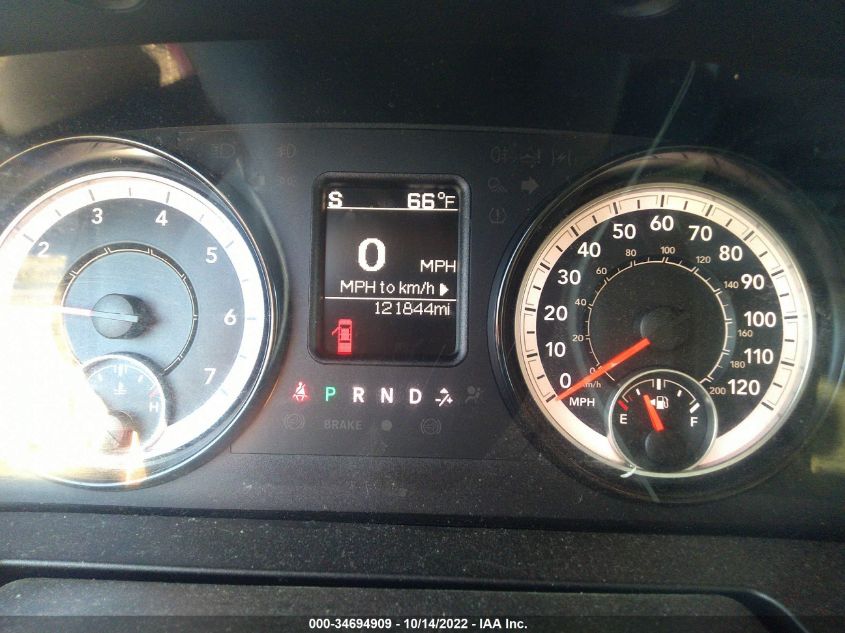 2 3 4 5 6 7
H
S 66°F
0 MPH
MPH to km/h
121844mi
P R N D
BRAKE
0 10 20 30 40 50 60 70 80 90 100 110 120
MPH
0 20 40 60 80 100 120 140 160 180 200
km/h
E F
000-34694909 - 10/14/2022 - IAA Inc.